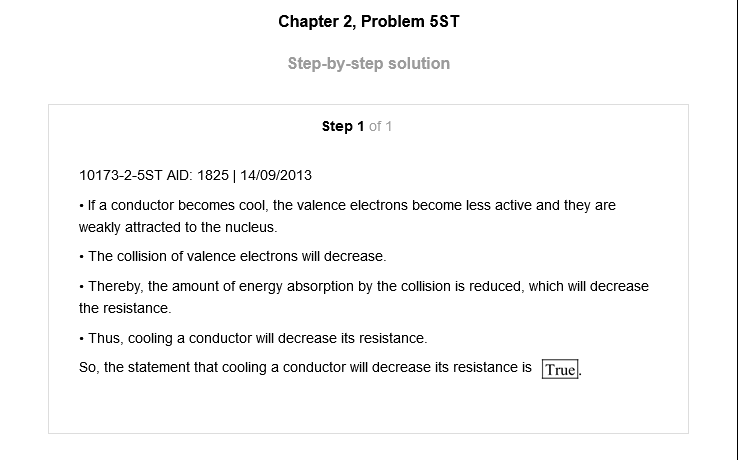 Chapter 2, Problem 5ST
Step-by-step solution
Step 1 of 1
10173-2-5ST AID: 1825 | 14/09/2013
• If a conductor becomes cool, the valence electrons become less active and they are
weakly attracted to the nucleus.
• The collision of valence electrons will decrease.
• Thereby, the amount of energy absorption by the collision is reduced, which will decrease
the resistance.
• Thus, cooling a conductor will decrease its resistance.
So, the statement that cooling a conductor will decrease its resistance is True.